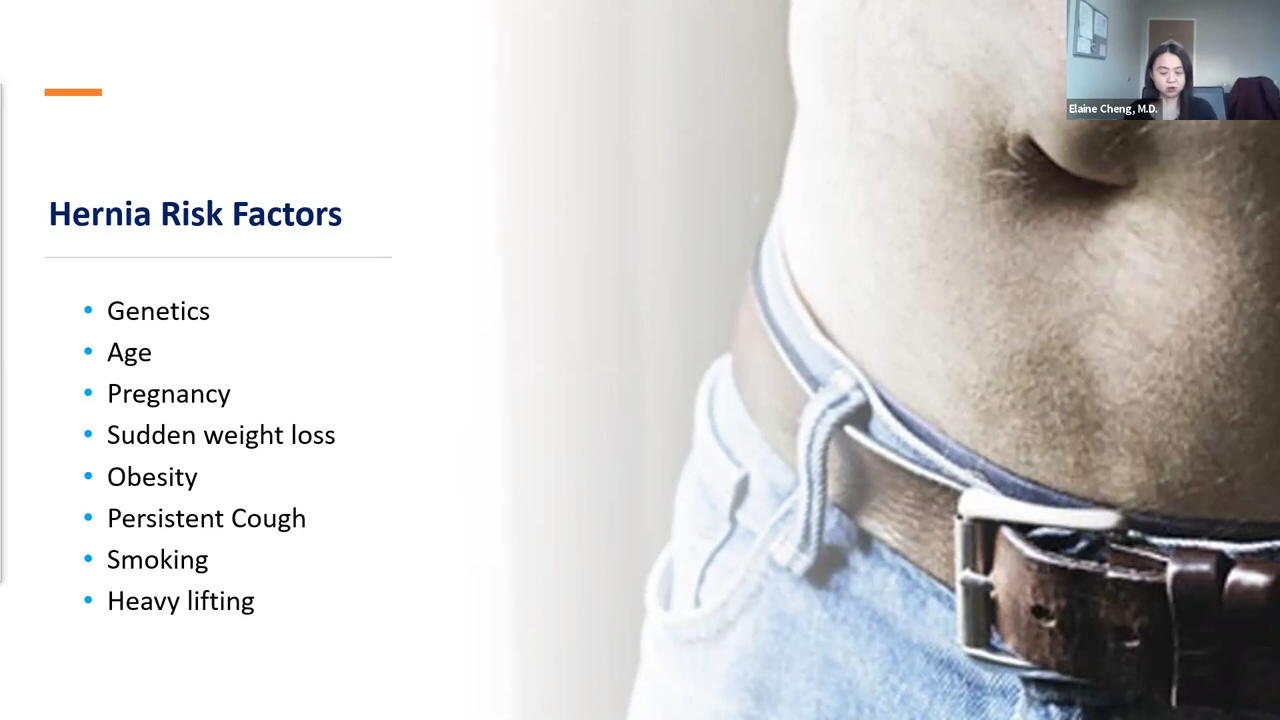 Elaine Cheng, M.D.
Hernia Risk Factors
• Genetics
• Age
• Pregnancy
• Sudden weight loss
• Obesity
• Persistent Cough
• Smoking
• Heavy lifting